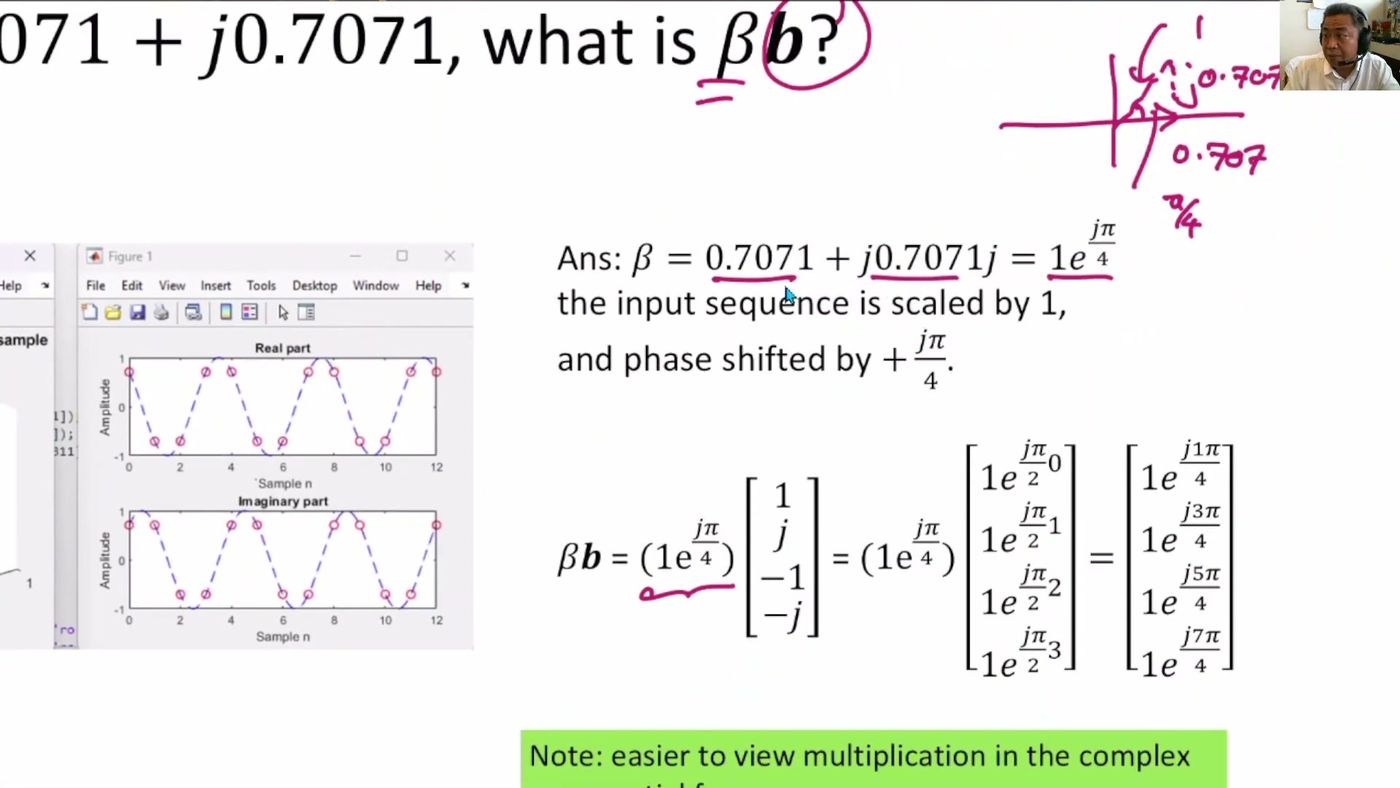 071 + j0.7071, what is βb?
1
j0.707
0.707
π/4
Ans: β = 0.7071 + j0.7071j = 1e^{jπ/4}
the input sequence is scaled by 1,
and phase shifted by + jπ/4.
βb = (1e^{jπ/4}) [1 j −1 −j] = (1e^{jπ/4}) [1e^{jπ/2 0} 1e^{jπ/2 1} 1e^{jπ/2 2} 1e^{jπ/2 3}] = [1e^{j1π/4} 1e^{j3π/4} 1e^{j5π/4} 1e^{j7π/4}]
Note: easier to view multiplication in the complex
Help
sample
1])
]);
311]
1
'ro
Figure 1
File Edit View Insert Tools Desktop Window Help
Real part
Amplitude
1
0
-1
0 2 4 6 8 10 12
Sample n
Imaginary part
Amplitude
1
0
-1
0 2 4 6 8 10 12
Sample n